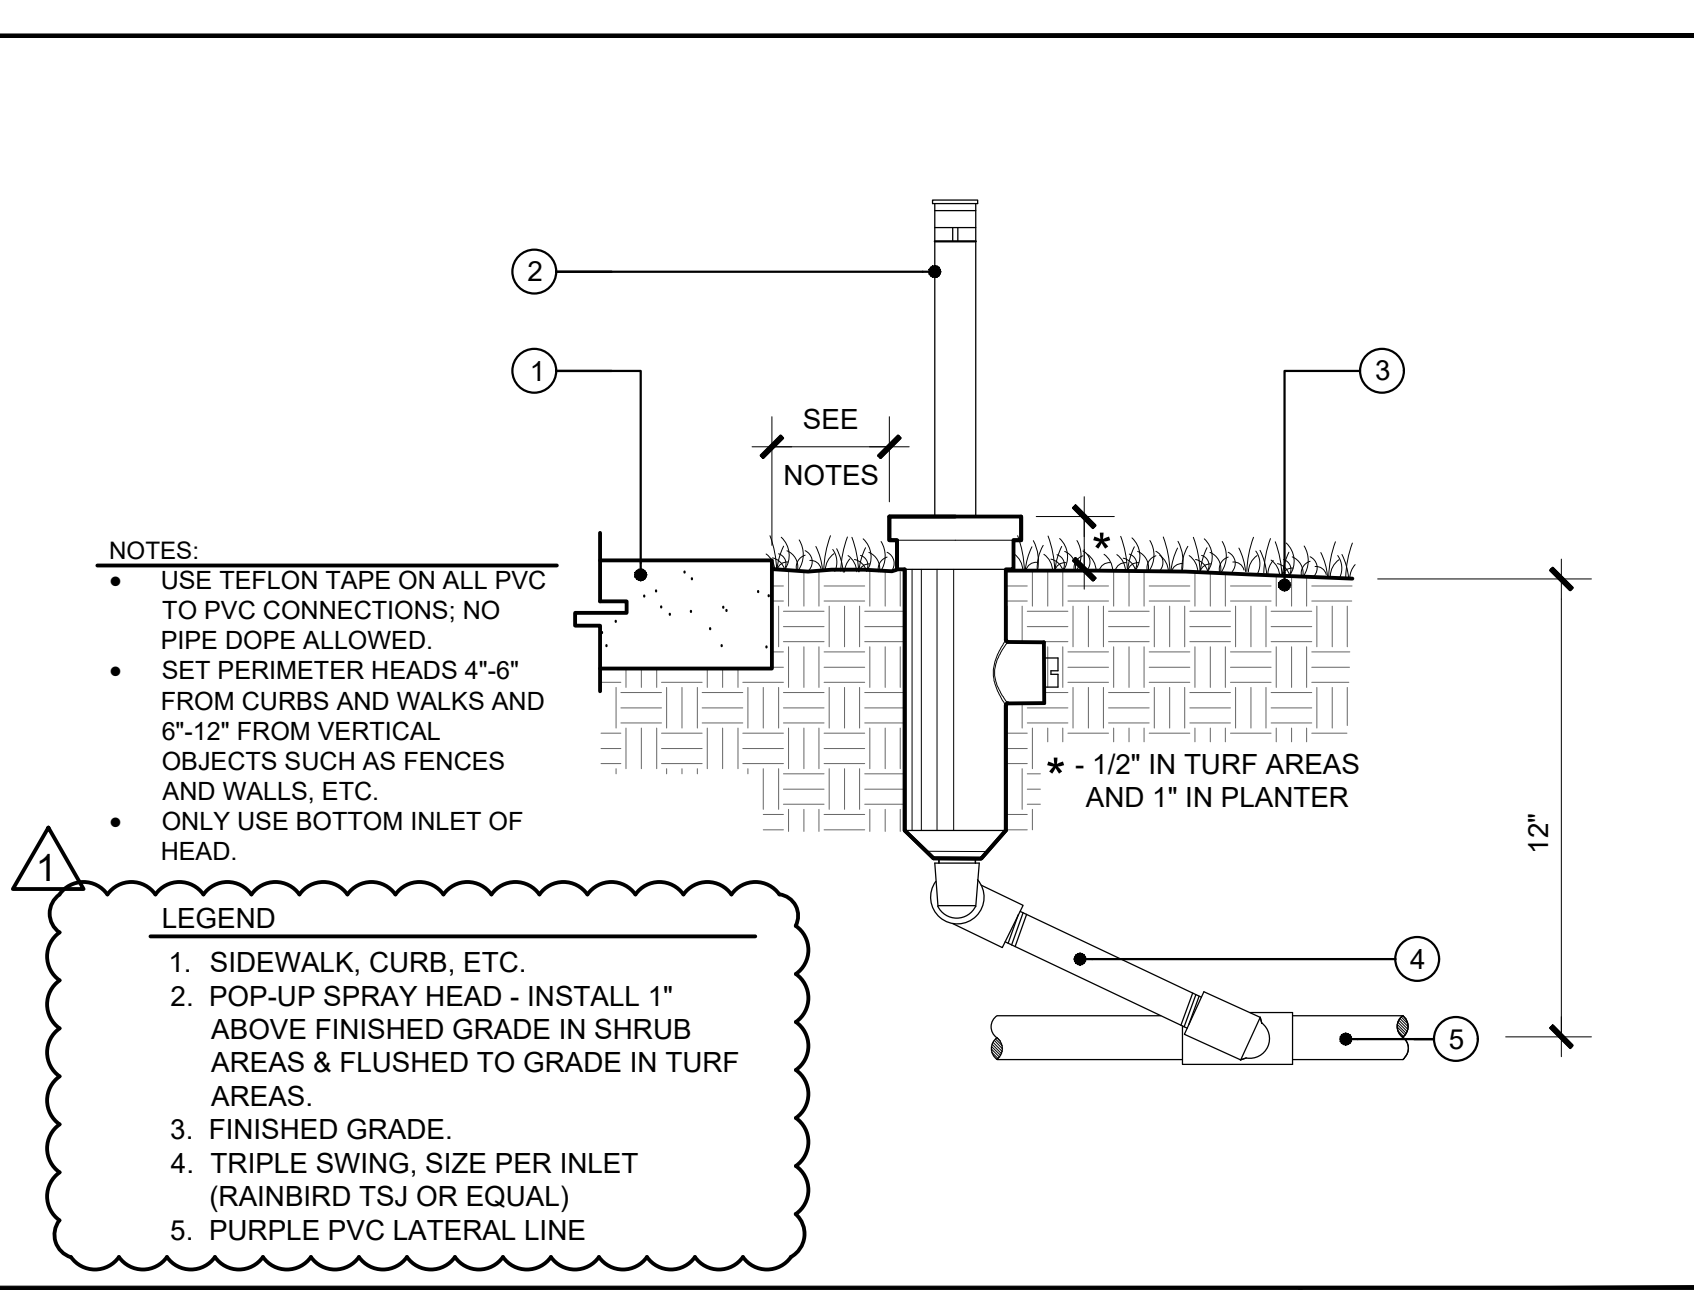 2
1
3
SEE
NOTES
*
NOTES:
• USE TEFLON TAPE ON ALL PVC
TO PVC CONNECTIONS; NO
PIPE DOPE ALLOWED.
• SET PERIMETER HEADS 4"-6"
FROM CURBS AND WALKS AND
6"-12" FROM VERTICAL
OBJECTS SUCH AS FENCES
AND WALLS, ETC.
• ONLY USE BOTTOM INLET OF
HEAD.
* - 1/2" IN TURF AREAS
AND 1" IN PLANTER
12"
1
LEGEND
1. SIDEWALK, CURB, ETC.
2. POP-UP SPRAY HEAD - INSTALL 1"
ABOVE FINISHED GRADE IN SHRUB
AREAS & FLUSHED TO GRADE IN TURF
AREAS.
3. FINISHED GRADE.
4. TRIPLE SWING, SIZE PER INLET
(RAINBIRD TSJ OR EQUAL)
5. PURPLE PVC LATERAL LINE
4
5